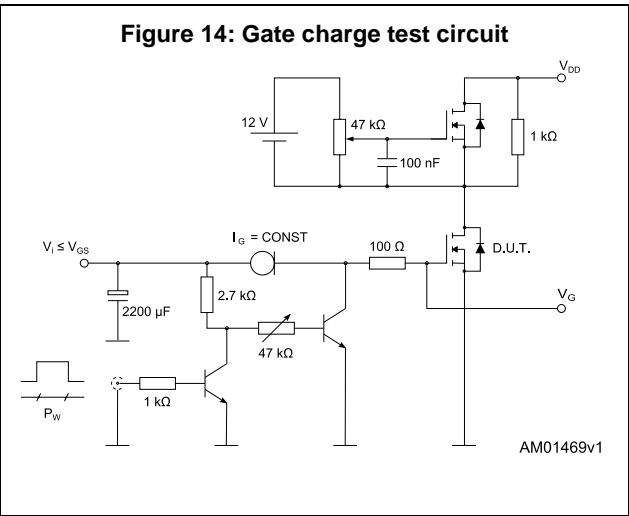 Figure 14: Gate charge test circuit
V_DD
12 V
47 kΩ
1 kΩ
100 nF
V_i ≤ V_GS
I_G = CONST
100 Ω
D.U.T.
2200 μF
2.7 kΩ
V_G
47 kΩ
1 kΩ
P_W
AM01469v1